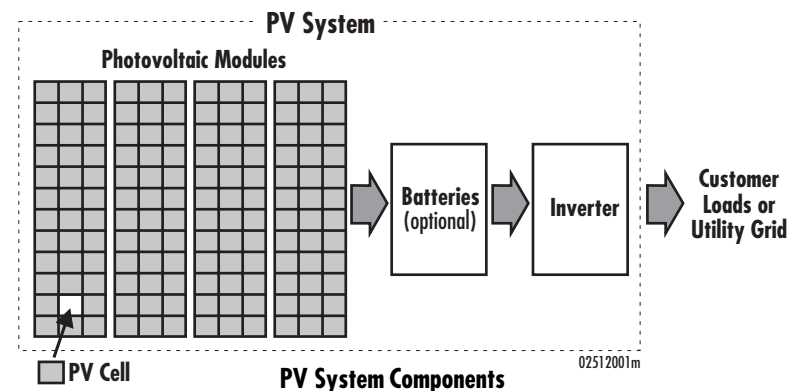 PV System
Photovoltaic Modules
Batteries
(optional)
Inverter
Customer
Loads or
Utility Grid
PV Cell
02512001m
PV System Components